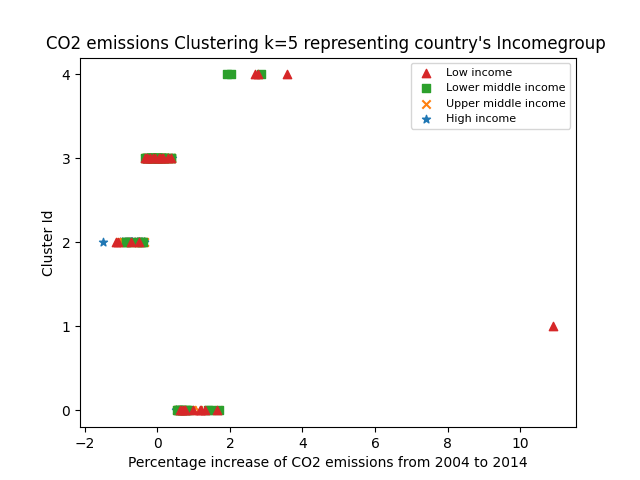 CO2 emissions Clustering k=5 representing country's Incomegroup
Low income
Lower middle income
Upper middle income
High income
Cluster Id
4
3
2
1
0
−2
0
2
4
6
8
10
Percentage increase of CO2 emissions from 2004 to 2014